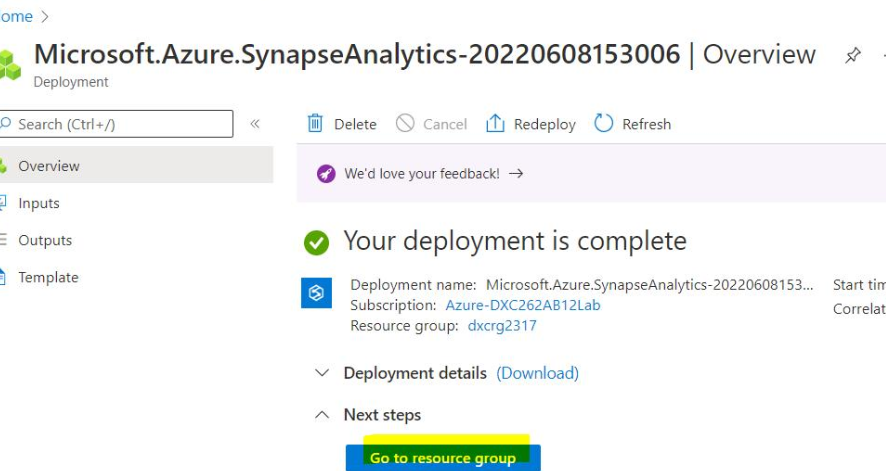 ome >
Microsoft.Azure.SynapseAnalytics-20220608153006 | Overview
Deployment
Search (Ctrl+/)
«
Delete
Cancel
Redeploy
Refresh
Overview
We'd love your feedback! →
Inputs
Outputs
Your deployment is complete
Template
Deployment name: Microsoft.Azure.SynapseAnalytics-20220608153... Start tim
Subscription: Azure-DXC262AB12Lab Correlat
Resource group: dxcrg2317
Deployment details (Download)
Next steps
Go to resource group